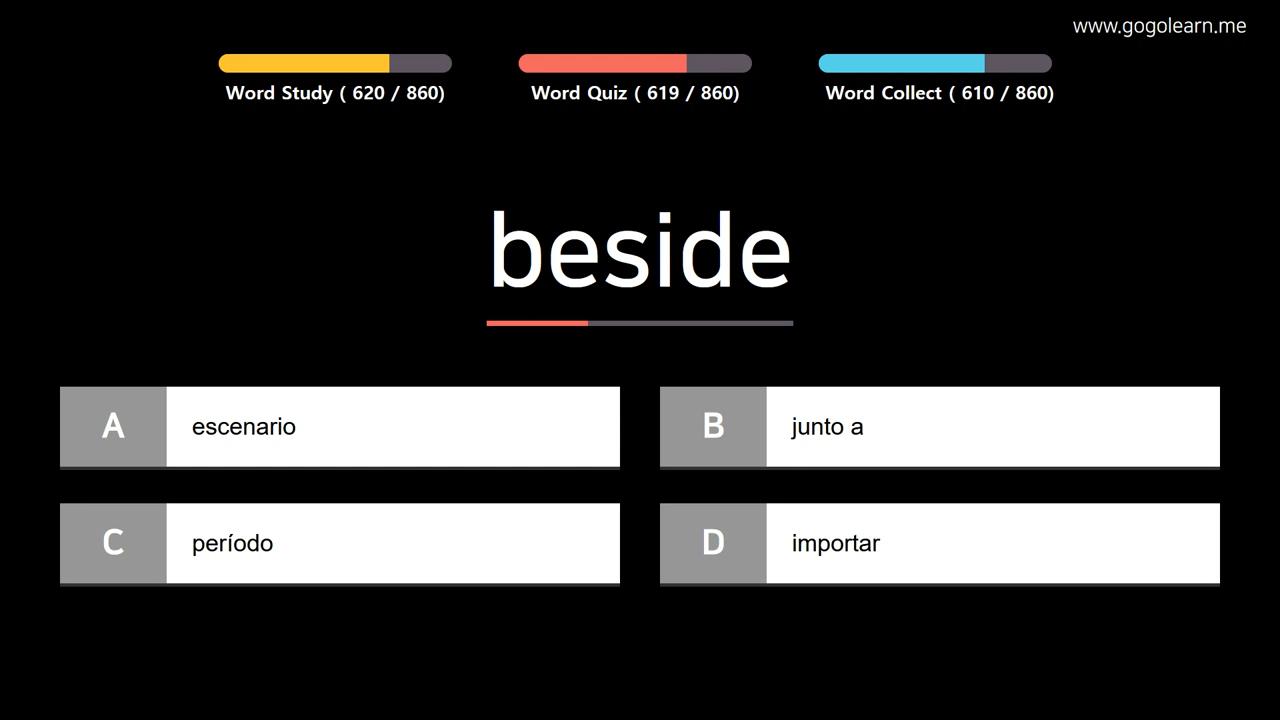 www.gogolearn.me
Word Study ( 620 / 860)
Word Quiz ( 619 / 860)
Word Collect ( 610 / 860)
beside
A escenario
B junto a
C período
D importar